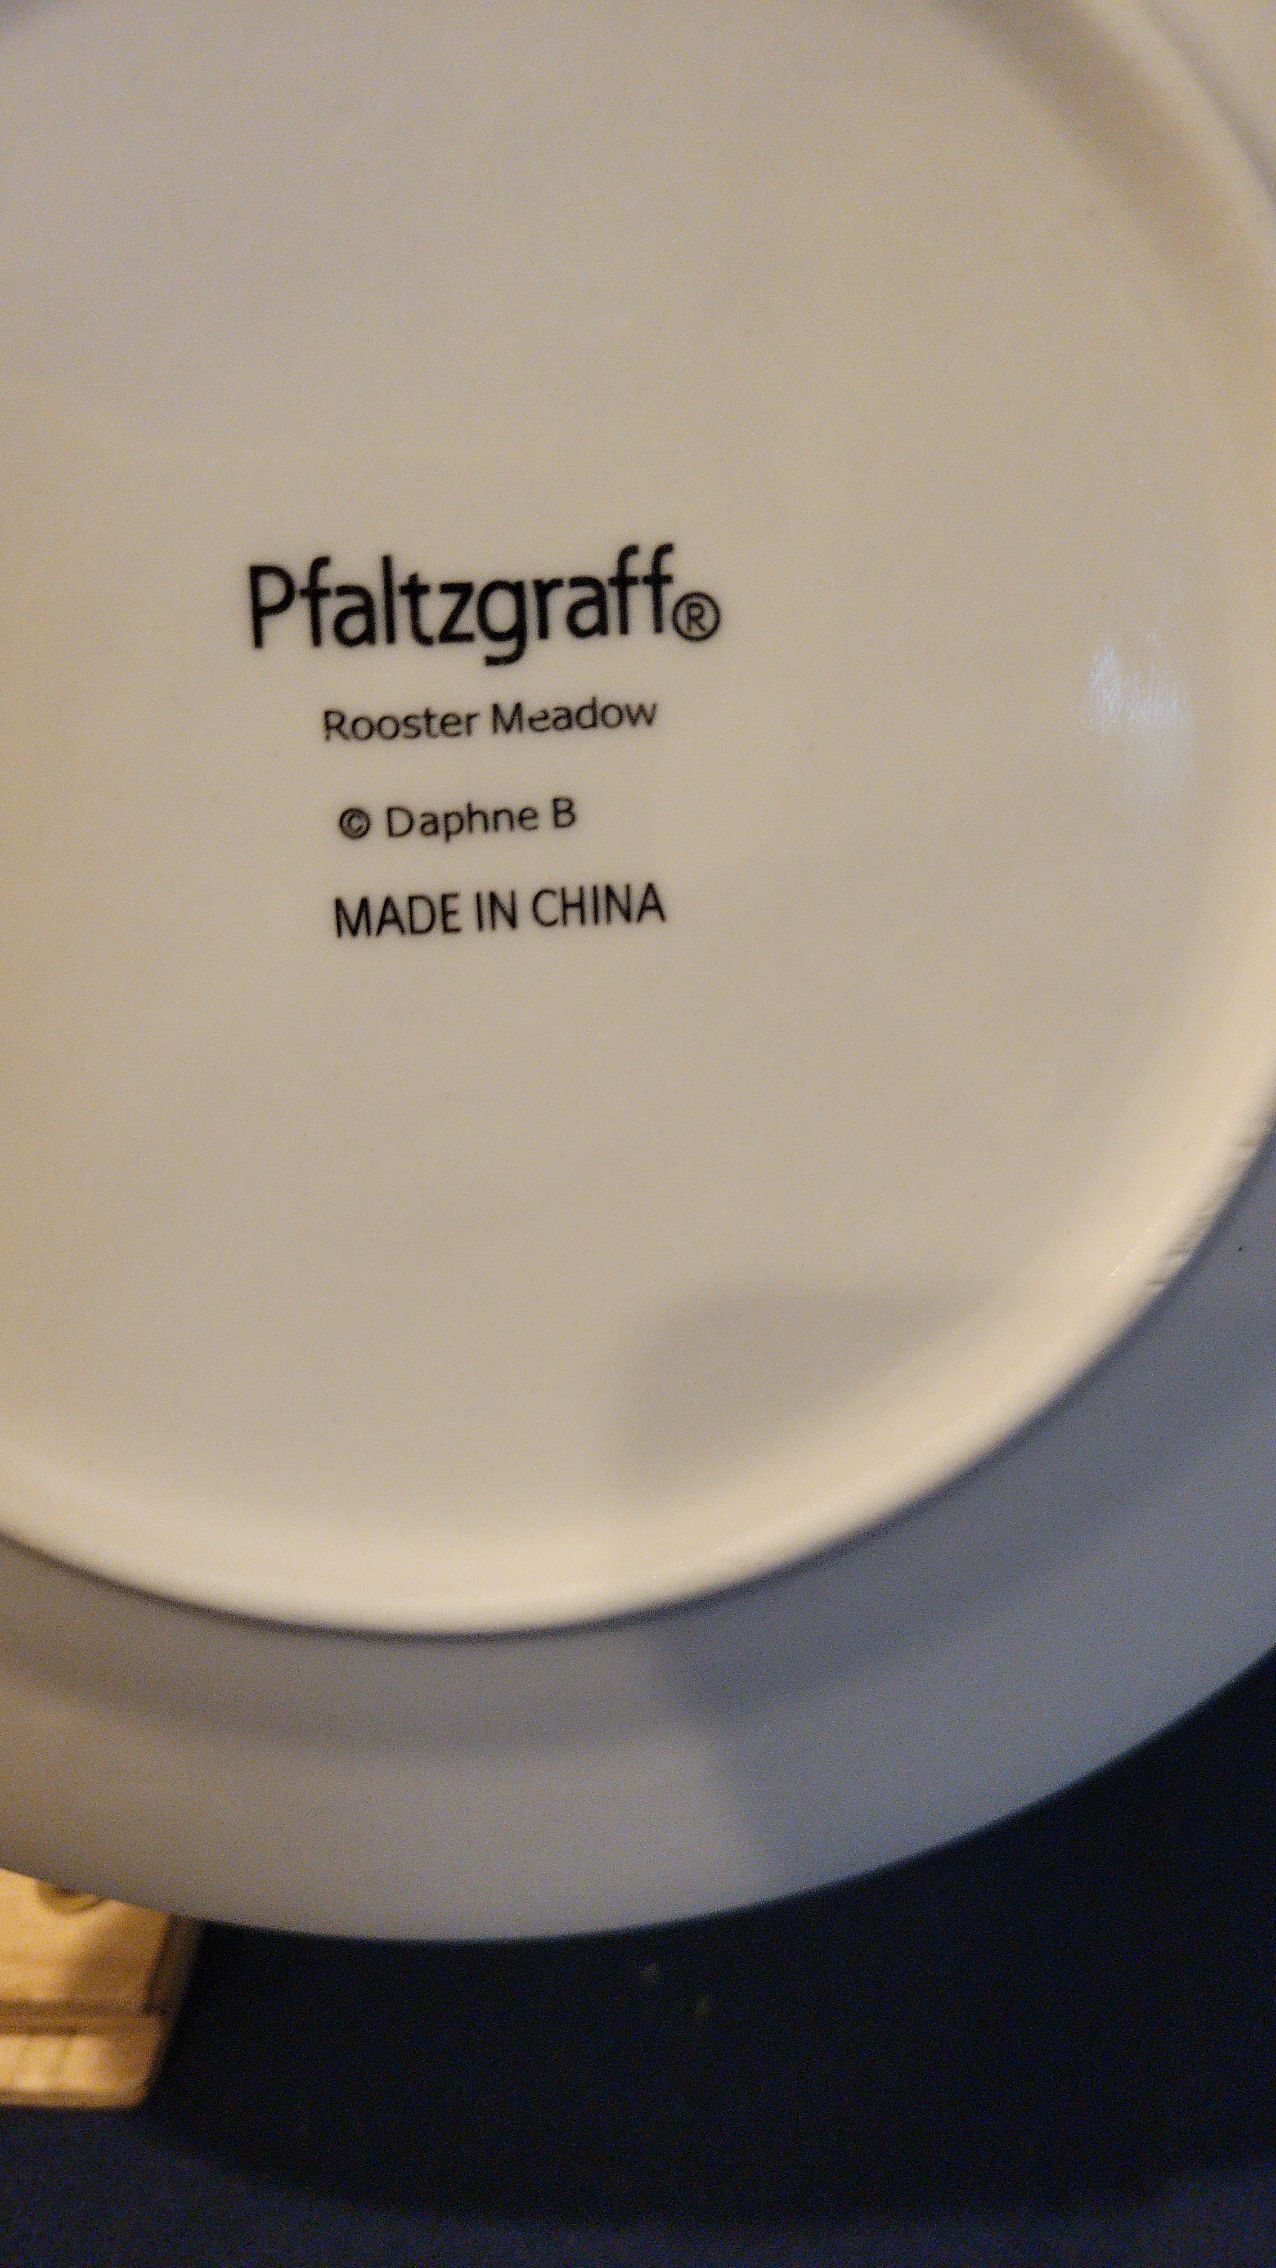 Pfaltzgraff®
Rooster Meadow
© Daphne B
MADE IN CHINA